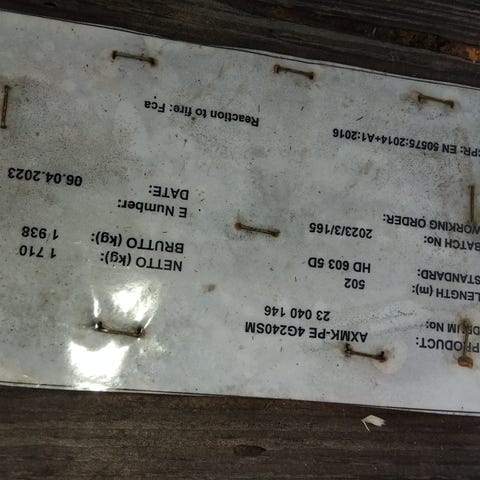 PRODUCT: AXMK-PE 4G240SM
DRUM No: 23 040 146
LENGTH (m): 502
STANDARD: HD 603 5D
BATCH No: 2023/3/165
WORKING ORDER:
NETTO (kg): 1 710
BRUTTO (kg): 1 938
E Number:
DATE: 06.04.2023
CPR: EN 50575:2014+A1:2016
Reaction to fire: Fca